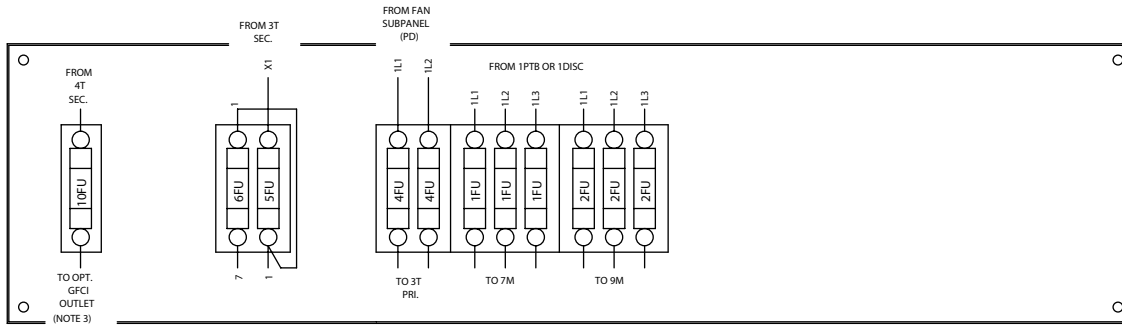 FROM 3T
SEC.
FROM FAN
SUBPANEL
(PD)
FROM
4T
SEC.
X1
1
1L1
1L2
FROM 1PTB OR 1DISC
1L1
1L2
1L3
1L1
1L2
1L3
10FU
6FU
5FU
4FU
4FU
1FU
1FU
1FU
2FU
2FU
2FU
TO OPT.
GFCI
OUTLET
(NOTE 3)
7
1
TO 3T
PRI.
TO 7M
TO 9M